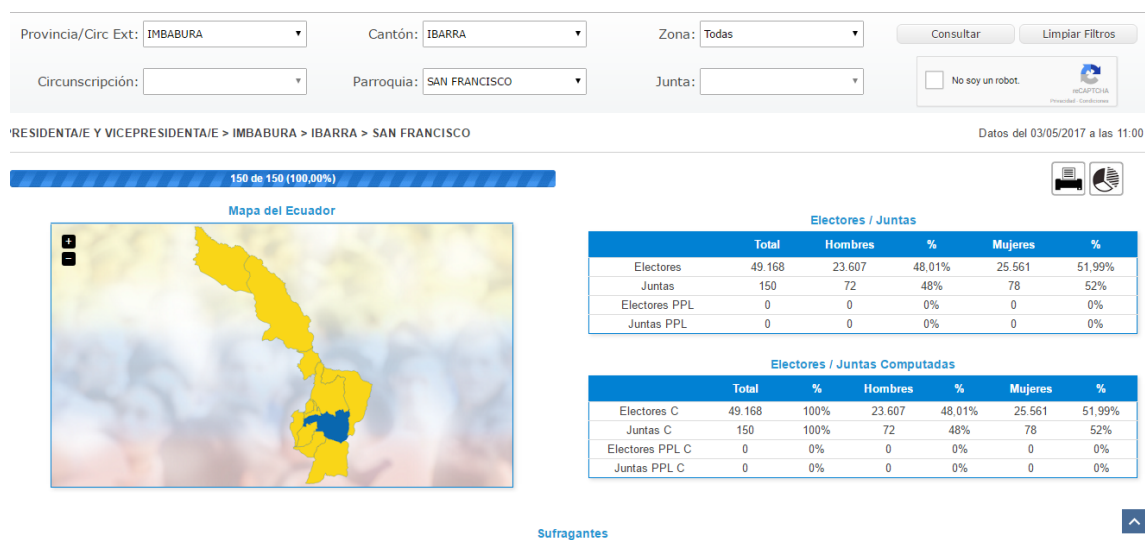 Provincia/Circ Ext: IMBABURA Cantón: IBARRA Zona: Todas Consultar Limpiar Filtros
Circunscripción: Parroquia: SAN FRANCISCO Junta: No soy un robot.
reCAPTCHA
Privacidad - Condiciones
RESIDENTA/E Y VICEPRESIDENTA/E > IMBABURA > IBARRA > SAN FRANCISCO Datos del 03/05/2017 a las 11:00
150 de 150 (100,00%)
Mapa del Ecuador
+
-
Electores / Juntas
Total Hombres % Mujeres %
Electores 49.168 23.607 48,01% 25.561 51,99%
Juntas 150 72 48% 78 52%
Electores PPL 0 0 0% 0 0%
Juntas PPL 0 0 0% 0 0%
Electores / Juntas Computadas
Total % Hombres % Mujeres %
Electores C 49.168 100% 23.607 48,01% 25.561 51,99%
Juntas C 150 100% 72 48% 78 52%
Electores PPL C 0 0% 0 0% 0 0%
Juntas PPL C 0 0% 0 0% 0 0%
Sufragantes